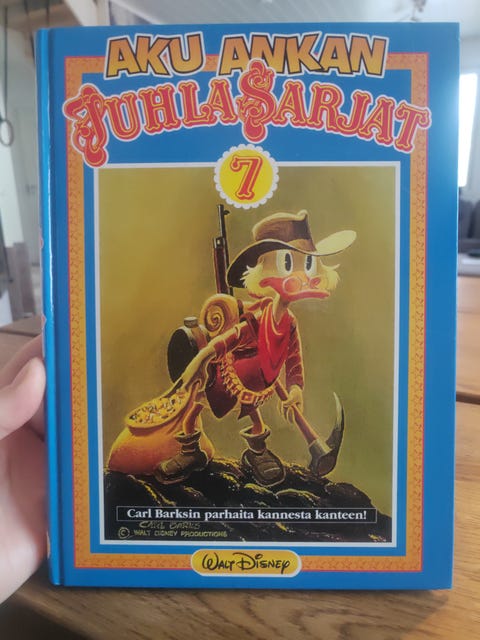 AKU ANKAN
JUHLASARJAT
7
Carl Barksin parhaita kannesta kanteen!
CARL BARKS
© WALT DISNEY PRODUCTIONS
WALT DISNEY